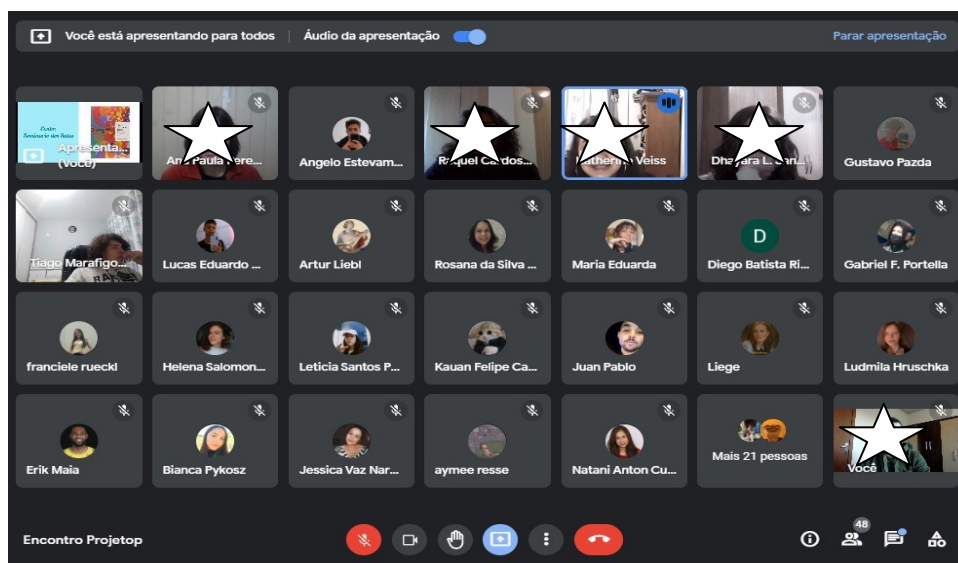 Você está apresentando para todos
Áudio da apresentação
Parar apresentação
Apresenta...
(Você)
Angelo Estevam...
Gustavo Pazda
Tiago Marafigo...
Lucas Eduardo ...
Artur Liebl
Rosana da Silva ...
Maria Eduarda
D
Diego Batista Ri...
Gabriel F. Portella
franciele rueckl
Helena Salomon...
Leticia Santos P...
Kauan Felipe Ca...
Juan Pablo
Liege
Ludmila Hruschka
Erik Maia
Bianca Pykosz
Jessica Vaz Nar...
aymee resse
Natani Anton Cu...
Mais 21 pessoas
Você
Encontro Projetop
48